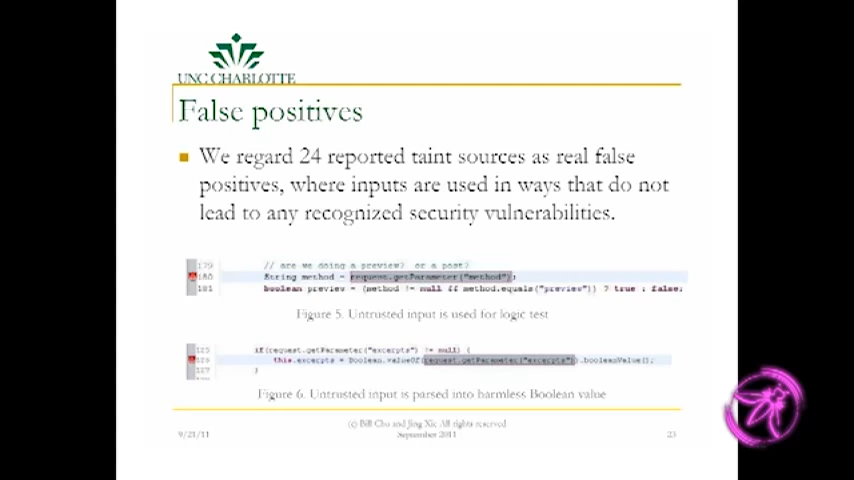 UNC CHARLOTTE
False positives
We regard 24 reported taint sources as real false
positives, where inputs are used in ways that do not
lead to any recognized security vulnerabilities.
179 // are we doing a preview? or a post?
180 String method = request.getParameter("method");
181 boolean preview = (method != null && method.equals("preview")) ? true : false;
Figure 5. Untrusted input is used for logic test
125 if(request.getParameter("excerpts") != null) {
126 this.excerpts = Boolean.valueOf(request.getParameter("excerpts")).booleanValue();
127 }
Figure 6. Untrusted input is parsed into harmless Boolean value
(c) Bill Chu and Jing Xie All rights reserved
9/21/11 September 2011 23